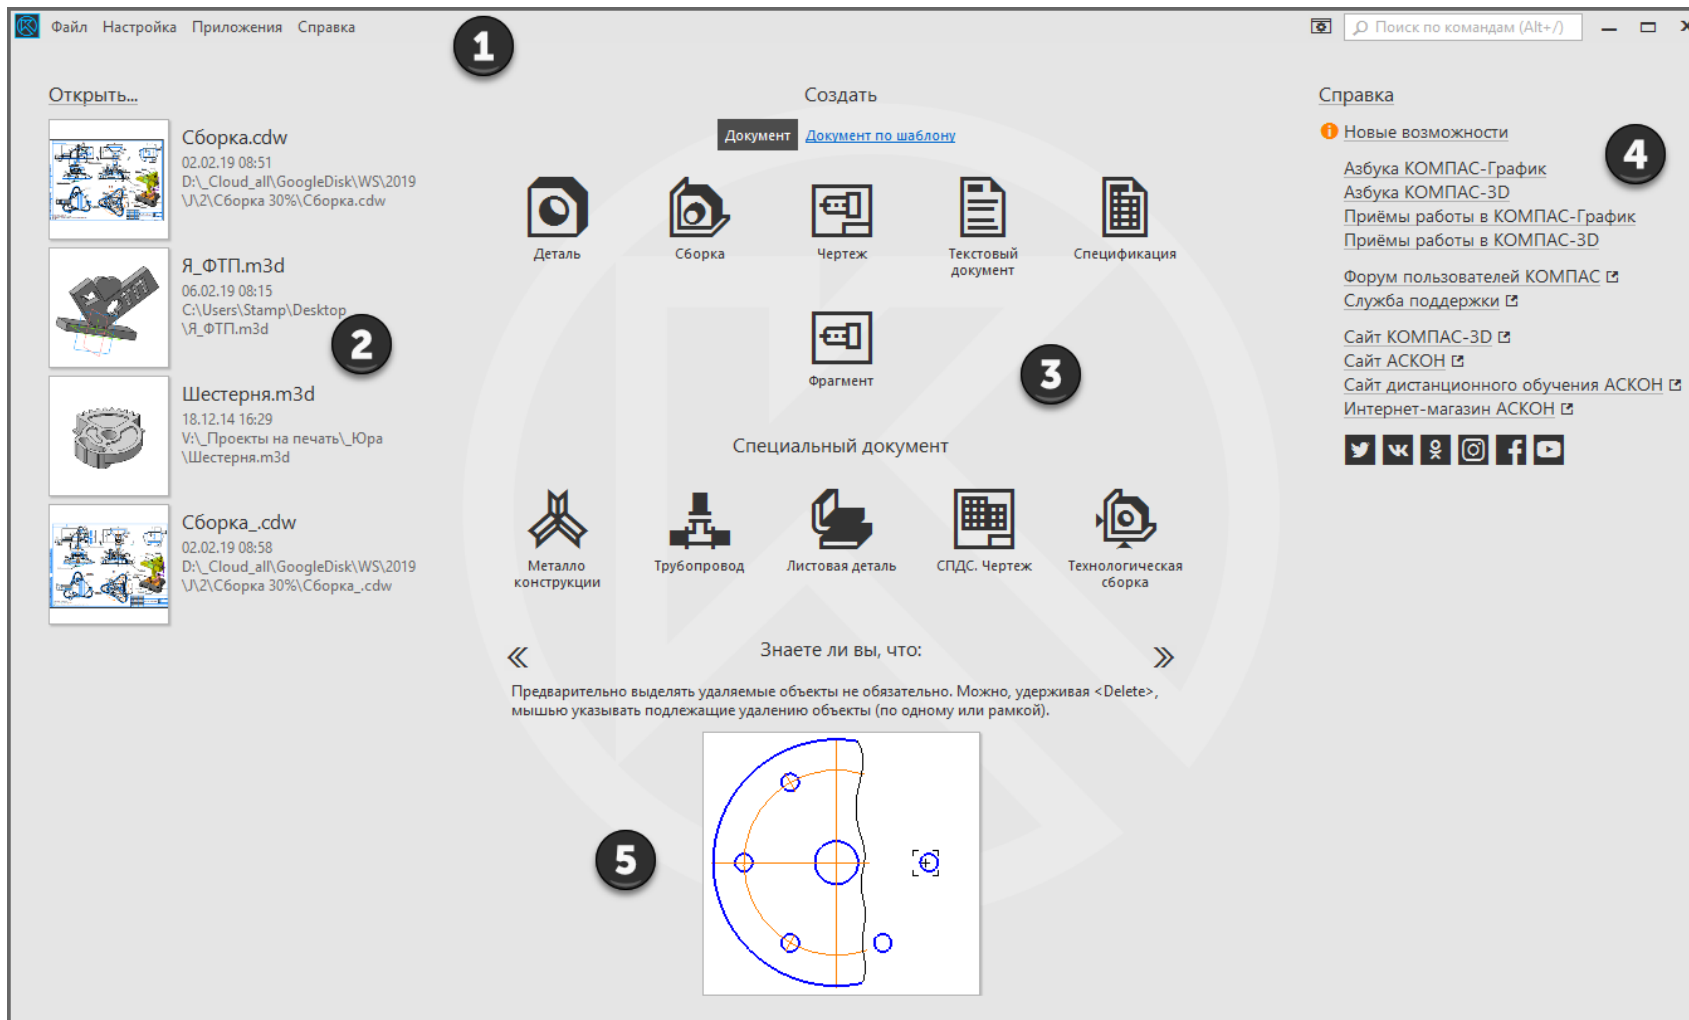 Файл Настройка Приложения Справка
Поиск по командам (Alt+/)
1
Открыть...
Сборка.cdw
02.02.19 08:51
D:\_Cloud_all\GoogleDisk\WS\2019
\J\2\Сборка 30%\Сборка.cdw
Я_ФТП.m3d
06.02.19 08:15
C:\Users\Stamp\Desktop
\Я_ФТП.m3d
2
Шестерня.m3d
18.12.14 16:29
V:\_Проекты на печать\_Юра
\Шестерня.m3d
Сборка_.cdw
02.02.19 08:58
D:\_Cloud_all\GoogleDisk\WS\2019
\J\2\Сборка 30%\Сборка_.cdw
Создать
Документ Документ по шаблону
Деталь
Сборка
Чертеж
Текстовый
документ
Спецификация
Фрагмент
3
Специальный документ
Металло
конструкции
Трубопровод
Листовая деталь
СПДС. Чертеж
Технологическая
сборка
Знаете ли вы, что:
Предварительно выделять удаляемые объекты не обязательно. Можно, удерживая <Delete>,
мышью указывать подлежащие удалению объекты (по одному или рамкой).
5
Справка
Новые возможности
4
Азбука КОМПАС-График
Азбука КОМПАС-3D
Приёмы работы в КОМПАС-График
Приёмы работы в КОМПАС-3D
Форум пользователей КОМПАС
Служба поддержки
Сайт КОМПАС-3D
Сайт АСКОН
Сайт дистанционного обучения АСКОН
Интернет-магазин АСКОН